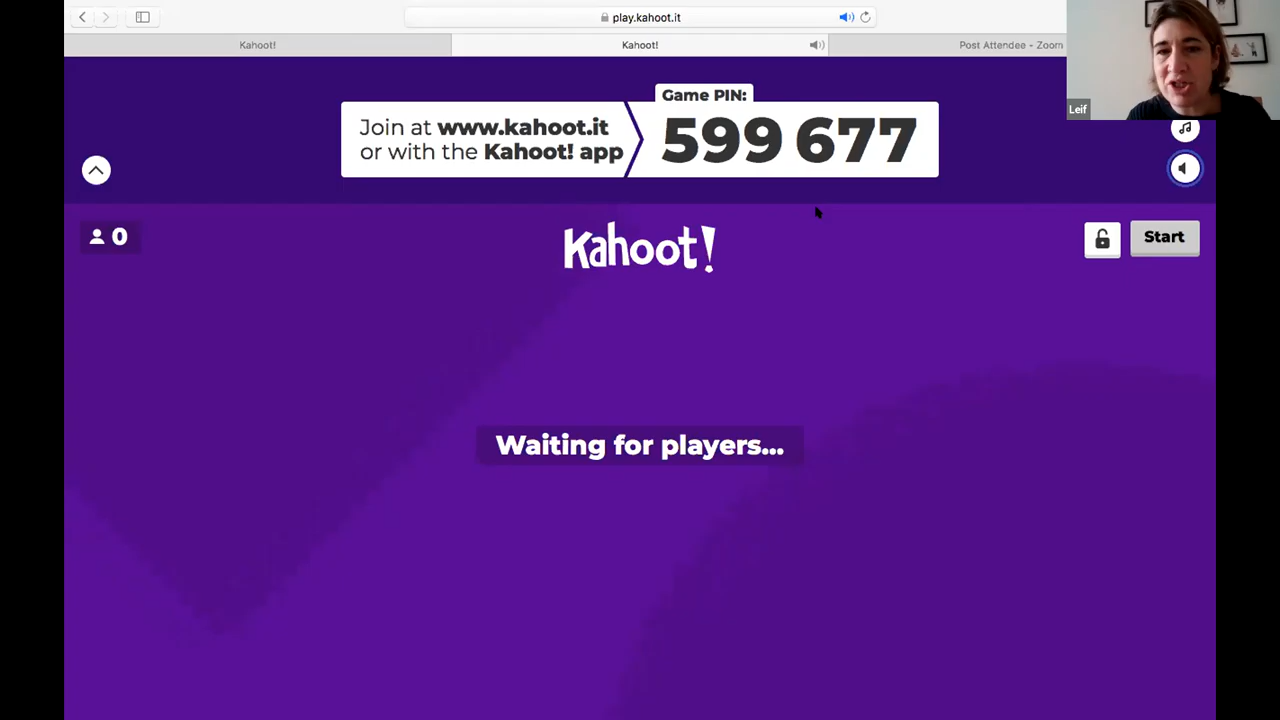 play.kahoot.it
Kahoot!
Kahoot!
Post Attendee - Zoom
Leif
Game PIN:
Join at www.kahoot.it
or with the Kahoot! app
599 677
0
Kahoot!
Start
Waiting for players...